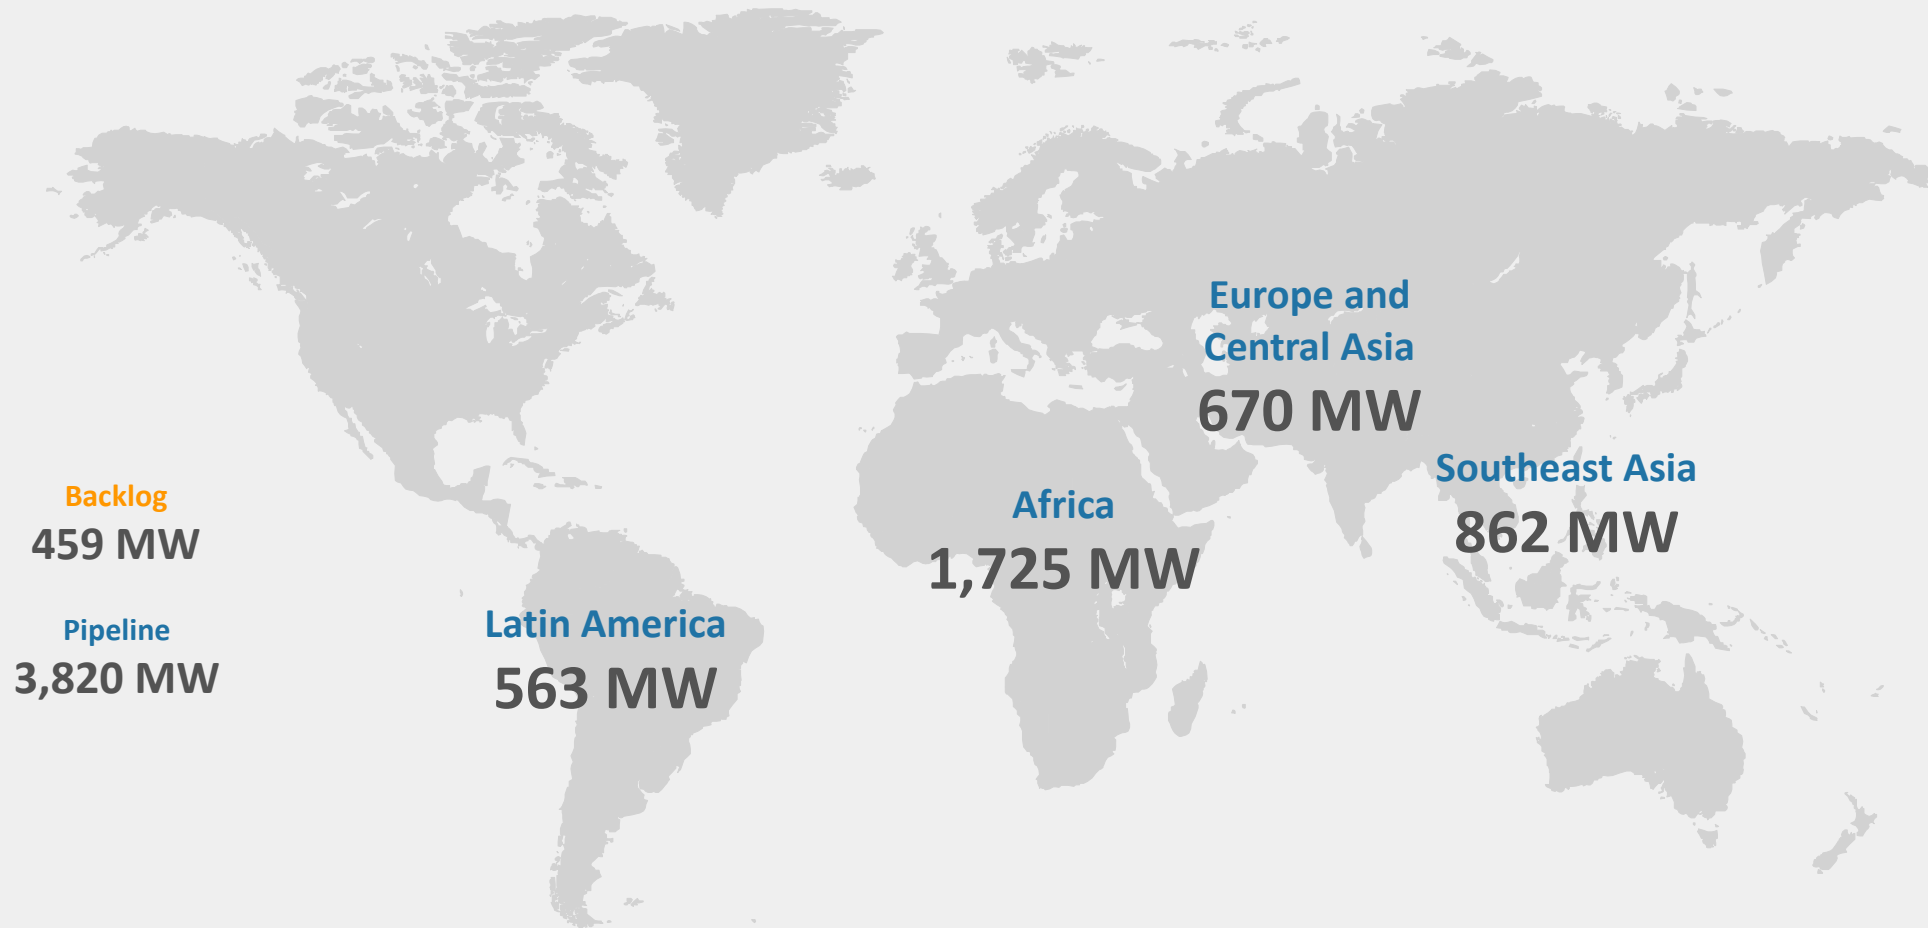 Backlog
459 MW
Pipeline
3,820 MW
Latin America
563 MW
Africa
1,725 MW
Europe and
Central Asia
670 MW
Southeast Asia
862 MW